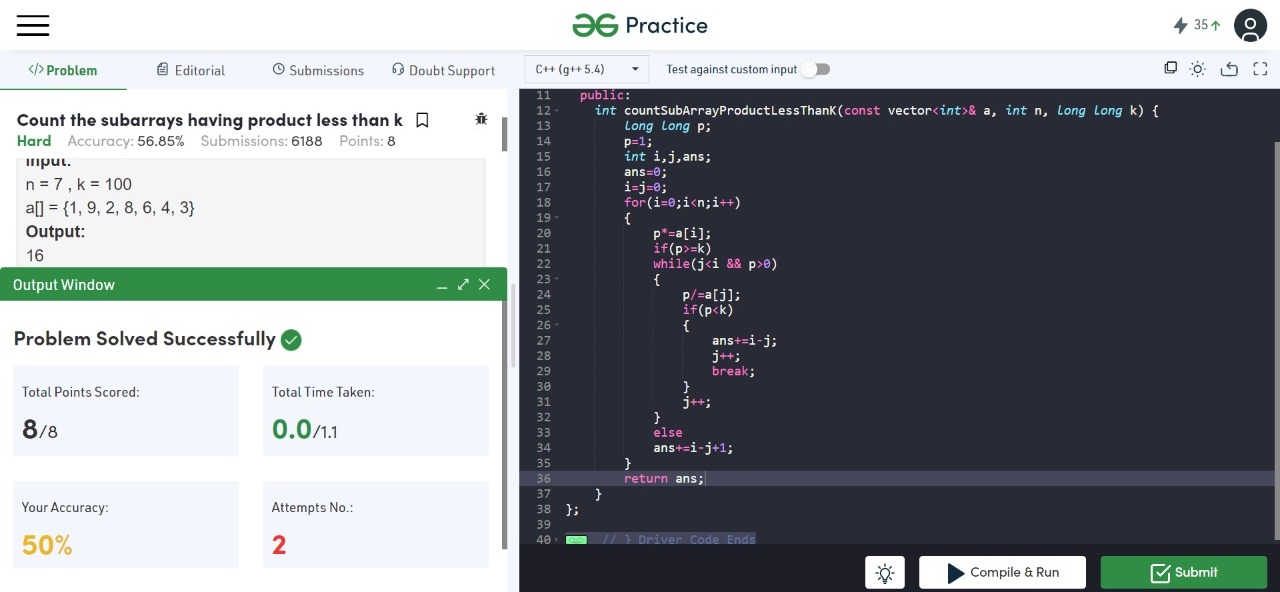 Practice
35
Problem
Editorial
Submissions
Doubt Support
C++ (g++ 5.4)
Test against custom input
Count the subarrays having product less than k
Hard Accuracy: 56.85% Submissions: 6188 Points: 8
Input:
n = 7 , k = 100
a[] = {1, 9, 2, 8, 6, 4, 3}
Output:
16
Output Window
Problem Solved Successfully
Total Points Scored:
8/8
Total Time Taken:
0.0/1.1
Your Accuracy:
50%
Attempts No.:
2
11 public:
12 int countSubArrayProductLessThanK(const vector<int>& a, int n, long long k) {
13 long long p;
14 p=1;
15 int i,j,ans;
16 ans=0;
17 i=j=0;
18 for(i=0;i<n;i++)
19 {
20 p*=a[i];
21 if(p>=k)
22 while(j<i && p>0)
23 {
24 p/=a[j];
25 if(p<k)
26 {
27 ans+=i-j;
28 j++;
29 break;
30 }
31 j++;
32 }
33 else
34 ans+=i-j+1;
35 }
36 return ans;
37 }
38 };
39
40 // } Driver Code Ends
Compile & Run
Submit